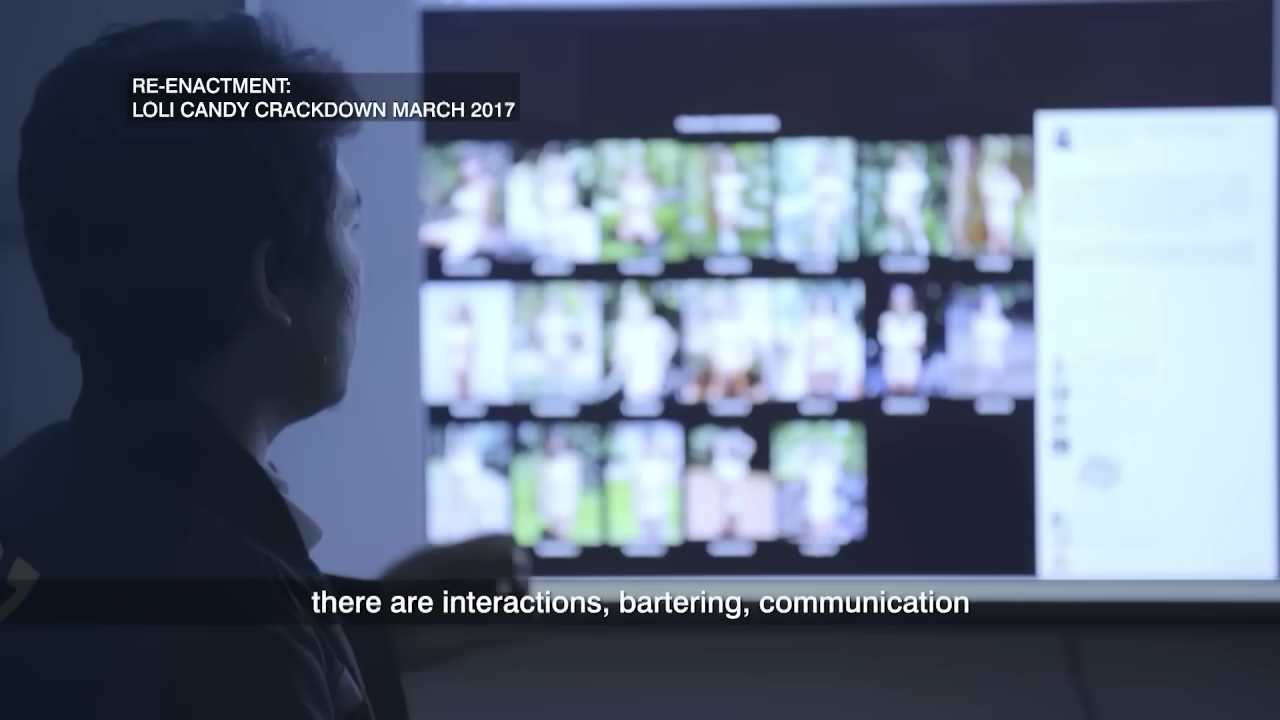 RE-ENACTMENT:
LOLI CANDY CRACKDOWN MARCH 2017
there are interactions, bartering, communication